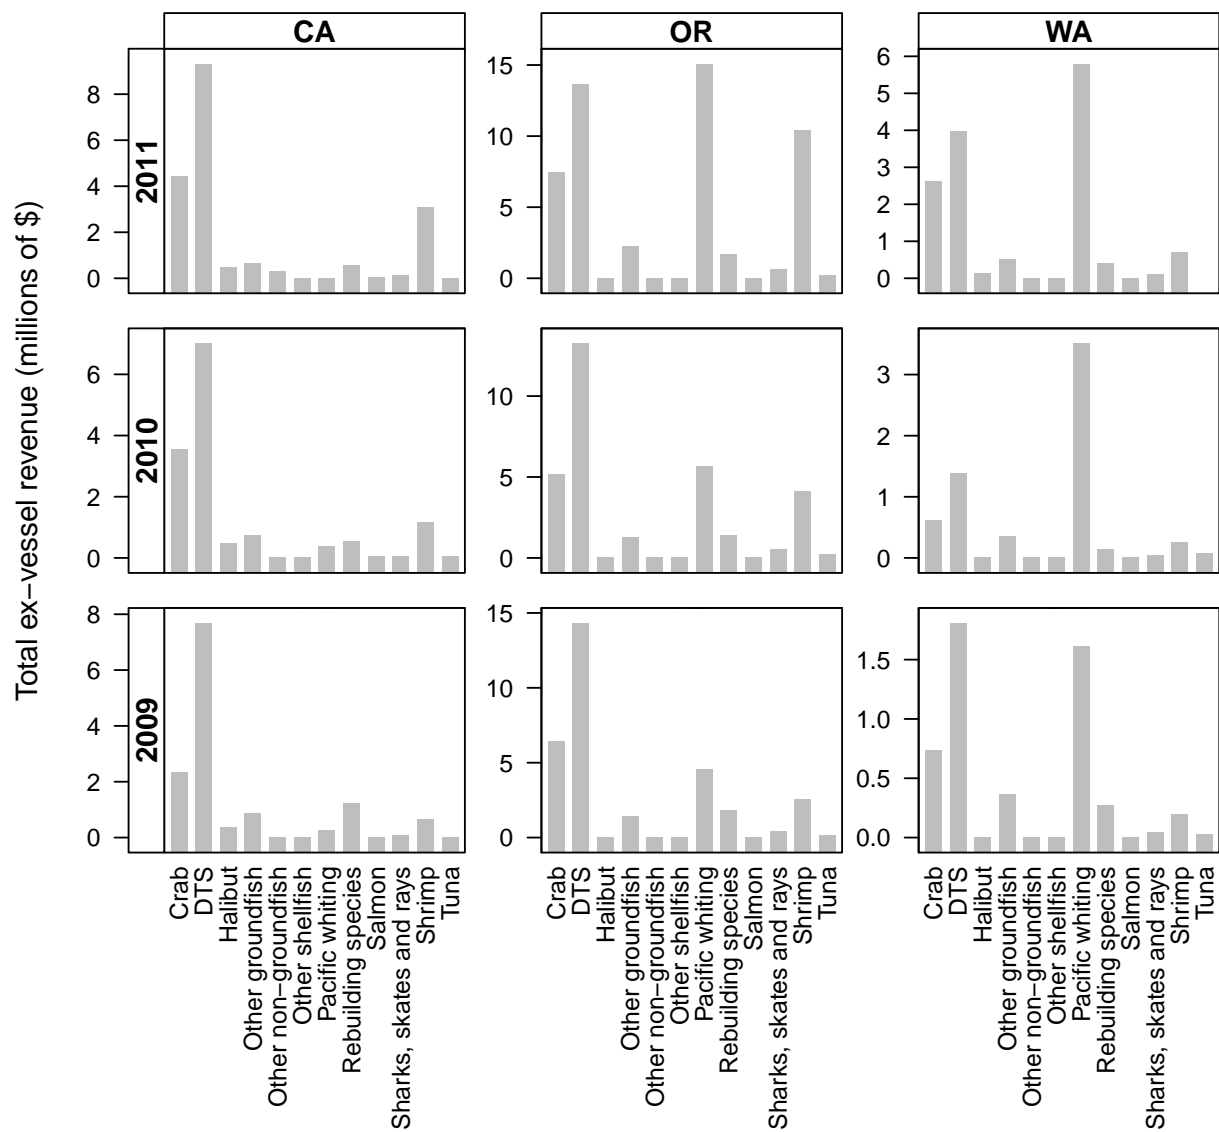 CA
OR
WA
Total ex−vessel revenue (millions of $)
2011
8
6
4
2
0
15
10
5
0
6
5
4
3
2
1
0
2010
6
4
2
0
10
5
0
3
2
1
0
2009
8
6
4
2
0
15
10
5
0
1.5
1.0
0.5
0.0
Crab
DTS
Halibut
Other groundfish
Other non−groundfish
Other shellfish
Pacific whiting
Rebuilding species
Salmon
Sharks, skates and rays
Shrimp
Tuna
Crab
DTS
Halibut
Other groundfish
Other non−groundfish
Other shellfish
Pacific whiting
Rebuilding species
Salmon
Sharks, skates and rays
Shrimp
Tuna
Crab
DTS
Halibut
Other groundfish
Other non−groundfish
Other shellfish
Pacific whiting
Rebuilding species
Salmon
Sharks, skates and rays
Shrimp
Tuna